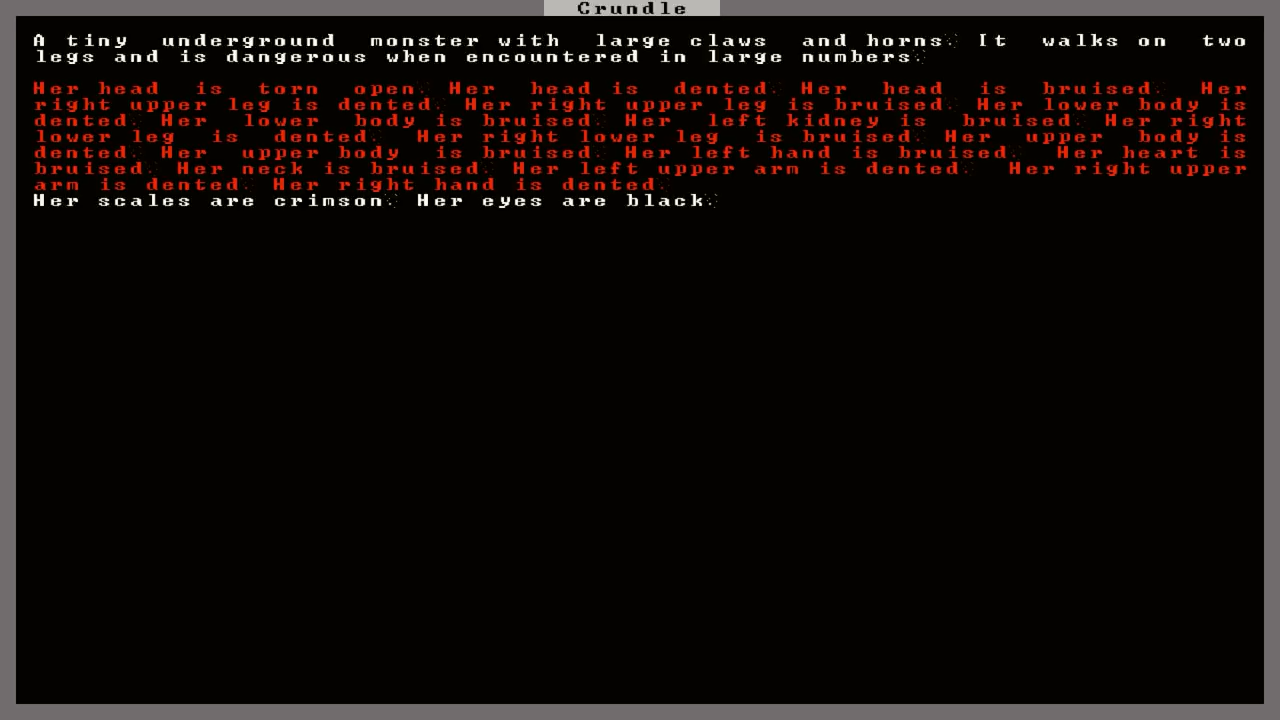 Crundle
A tiny underground monster with large claws and horns. It walks on two
legs and is dangerous when encountered in large numbers.
Her head is torn open. Her head is dented. Her head is bruised. Her
right upper leg is dented. Her right upper leg is bruised. Her lower body is
dented. Her lower body is bruised. Her left kidney is bruised. Her right
lower leg is dented. Her right lower leg is bruised. Her upper body is
dented. Her upper body is bruised. Her left hand is bruised. Her heart is
bruised. Her neck is bruised. Her left upper arm is dented. Her right upper
arm is dented. Her right hand is dented.
Her scales are crimson. Her eyes are black.